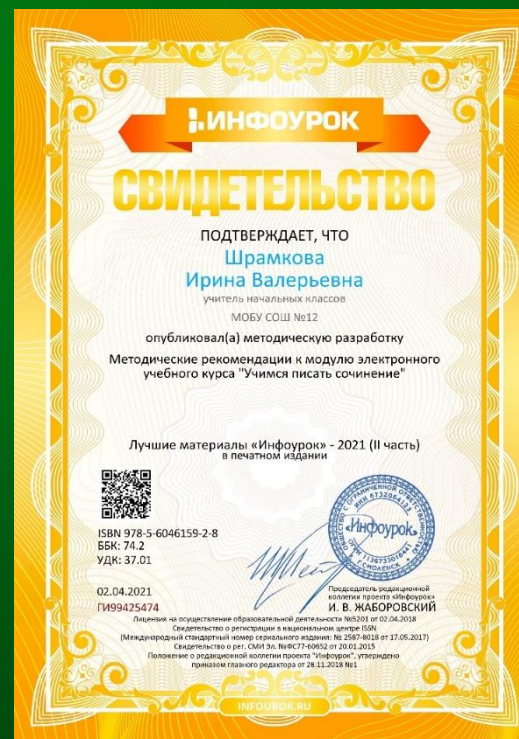 ИНФОУРОК
СВИДЕТЕЛЬСТВО
ПОДТВЕРЖДАЕТ, ЧТО
Шрамкова
Ирина Валерьевна
учитель начальных классов
МОБУ СОШ №12
опубликовал(а) методическую разработку
Методические рекомендации к модулю электронного
учебного курса "Учимся писать сочинение"
Лучшие материалы «Инфоурок» - 2021 (II часть)
в печатном издании
ISBN 978-5-6046159-2-8
ББК: 74.2
УДК: 37.01
ОБЩЕСТВО С ОГРАНИЧЕННОЙ ОТВЕТСТВЕННОСТЬЮ
«Инфоурок»
Г.СМОЛЕНСК
02.04.2021
ГИ99425474
Председатель редакционной
коллегии проекта «Инфоурок»
И. В. ЖАБОРОВСКИЙ
Лицензия на осуществление образовательной деятельности №5201 от 02.04.2018
Свидетельство о регистрации в национальном центре ISSN
(Международный стандартный номер сериального издания: № 2587-8018 от 17.05.2017)
Свидетельство о рег. СМИ Эл. №ФС77-60652 от 20.01.2015
Положение о редакционной коллегии проекта "Инфоурок", утверждено
приказом главного редактора от 28.11.2018 №1
INFOUROK.RU